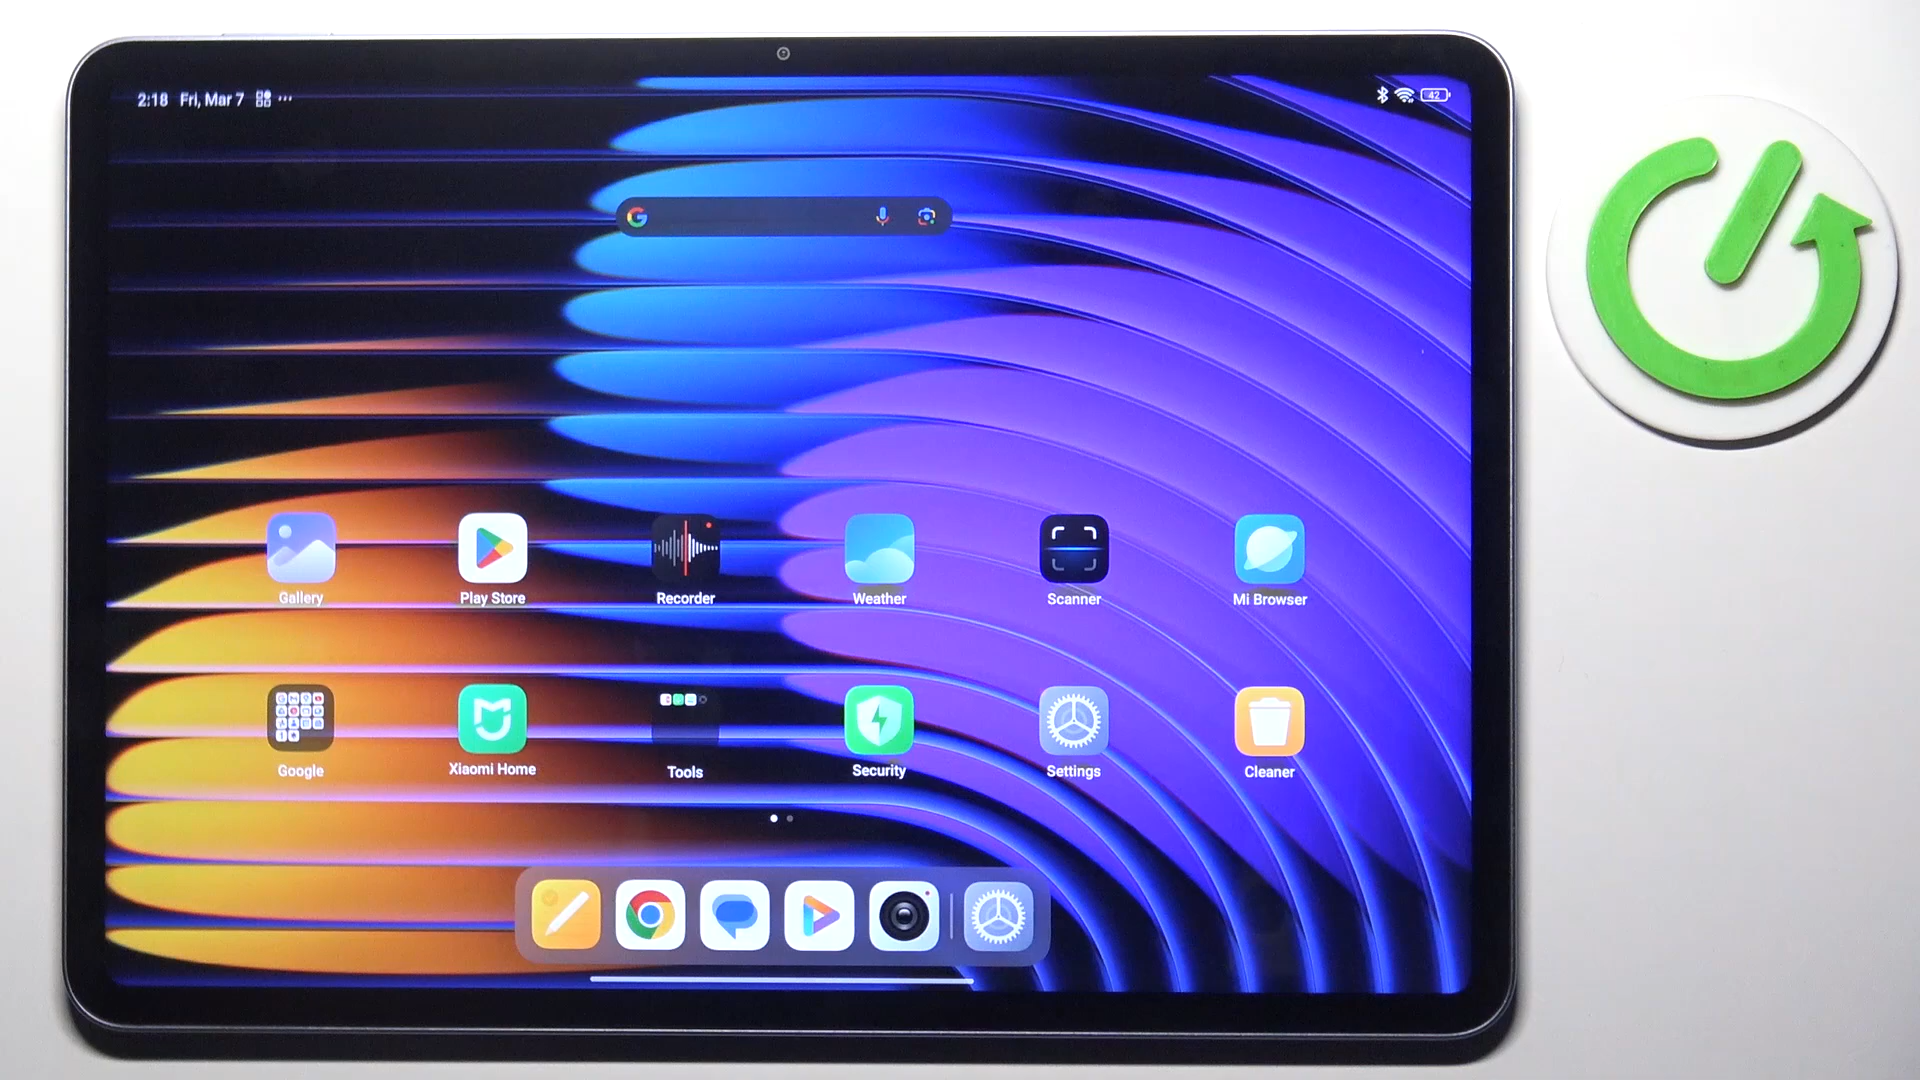 2:18 Fri, Mar 7 ...
42
Gallery Play Store Recorder Weather Scanner Mi Browser
Google Xiaomi Home Tools Security Settings Cleaner